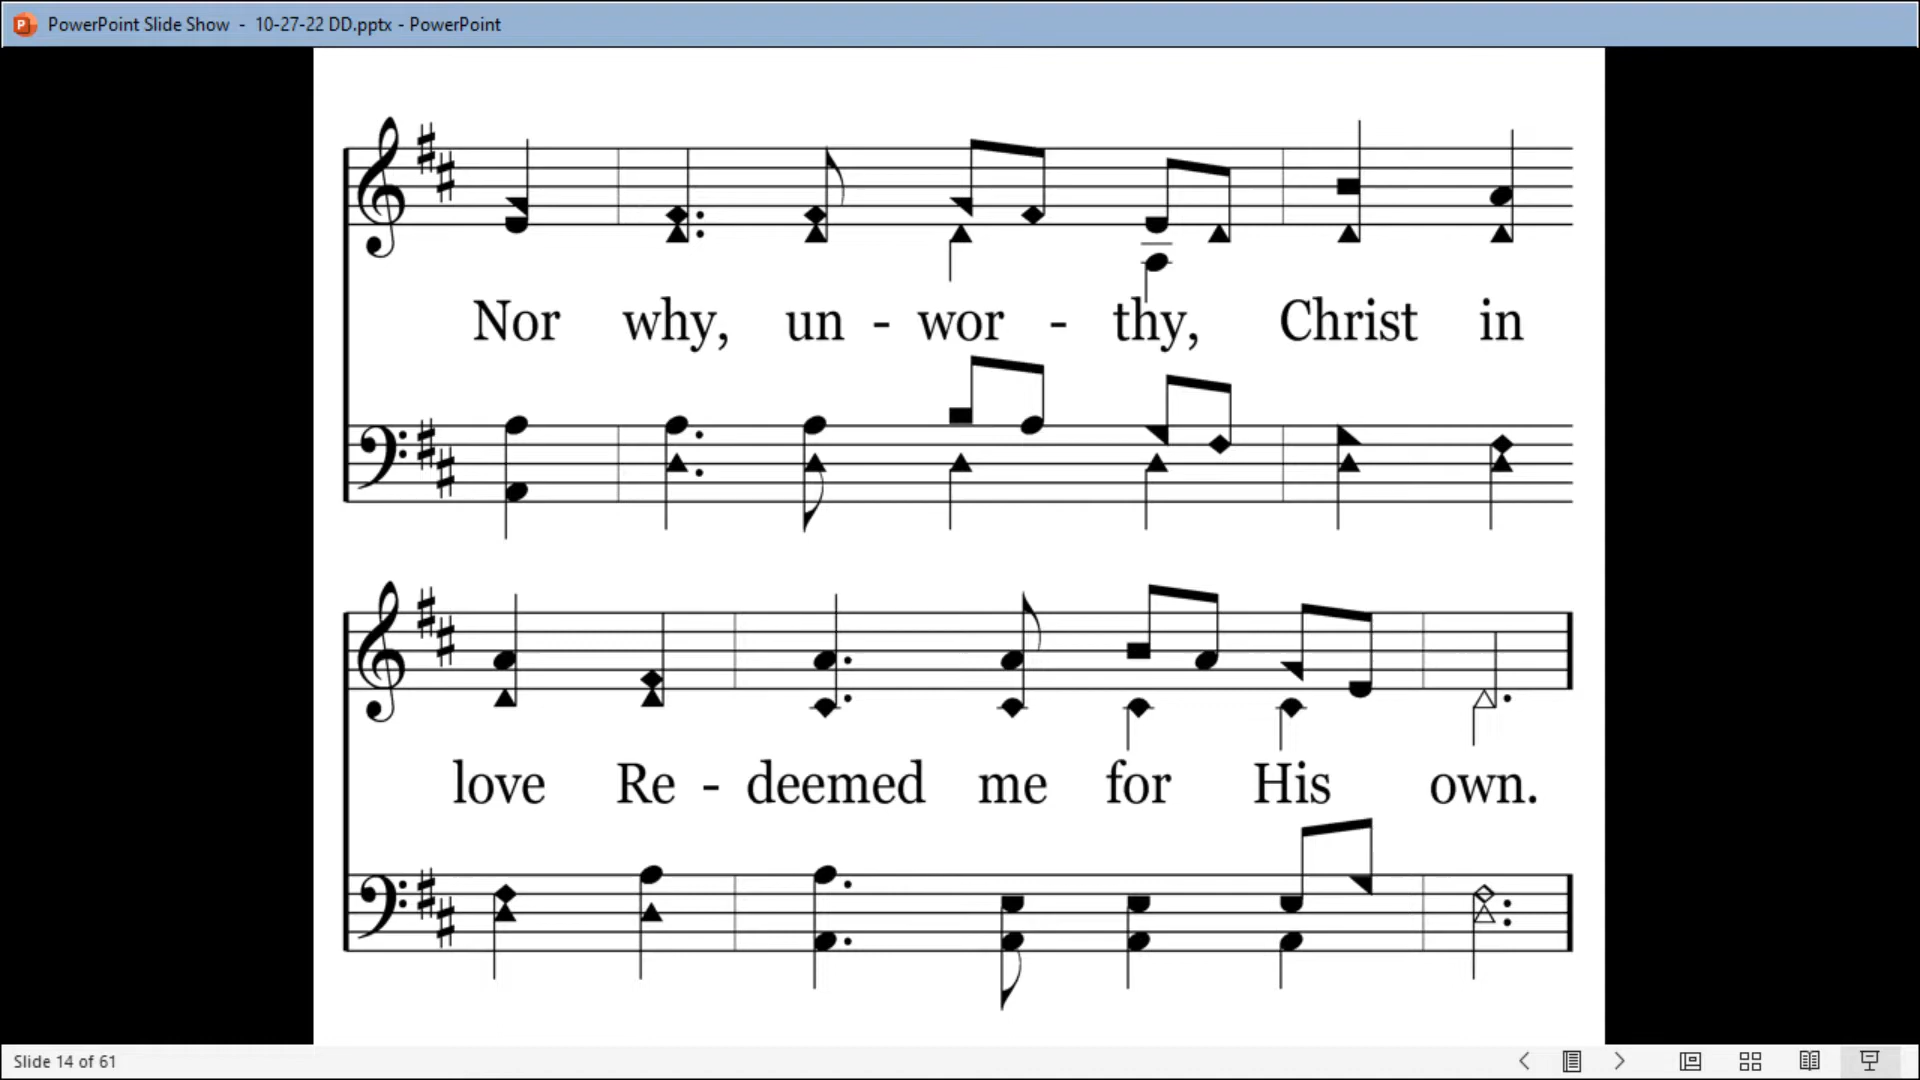 PowerPoint Slide Show - 10-27-22 DD.pptx - PowerPoint
Nor why, un - wor - thy, Christ in
love Re - deemed me for His own.
Slide 14 of 61